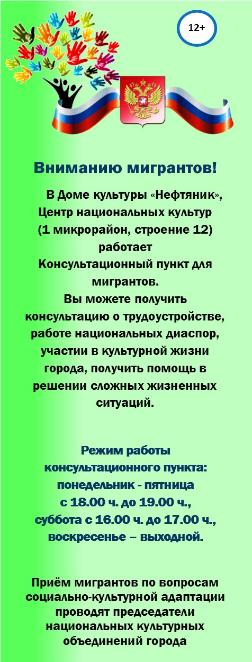 12+
Вниманию мигрантов!
В Доме культуры «Нефтяник»,
Центр национальных культур
(1 микрорайон, строение 12)
работает
Консультационный пункт для
мигрантов.
Вы можете получить
консультацию о трудоустройстве,
работе национальных диаспор,
участии в культурной жизни
города, получить помощь в
решении сложных жизненных
ситуаций.
Режим работы
консультационного пункта:
понедельник - пятница
с 18.00 ч. до 19.00 ч.,
суббота с 16.00 ч. до 17.00 ч.,
воскресенье – выходной.
Приём мигрантов по вопросам
социально-культурной адаптации
проводят председатели
национальных культурных
объединений города